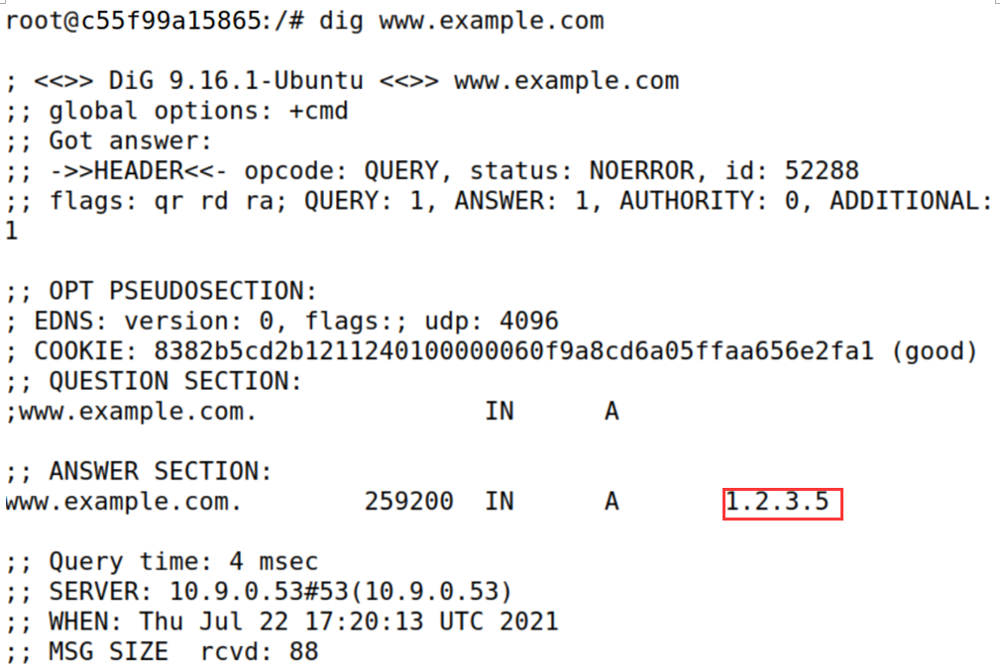 root@c55f99a15865:/# dig www.example.com
; <<>> DiG 9.16.1-Ubuntu <<>> www.example.com
;; global options: +cmd
;; Got answer:
;; ->>HEADER<<- opcode: QUERY, status: NOERROR, id: 52288
;; flags: qr rd ra; QUERY: 1, ANSWER: 1, AUTHORITY: 0, ADDITIONAL:
1
;; OPT PSEUDOSECTION:
; EDNS: version: 0, flags:; udp: 4096
; COOKIE: 8382b5cd2b1211240100000060f9a8cd6a05ffaa656e2fa1 (good)
;; QUESTION SECTION:
;www.example.com. IN A
;; ANSWER SECTION:
www.example.com. 259200 IN A 1.2.3.5
;; Query time: 4 msec
;; SERVER: 10.9.0.53#53(10.9.0.53)
;; WHEN: Thu Jul 22 17:20:13 UTC 2021
;; MSG SIZE rcvd: 88